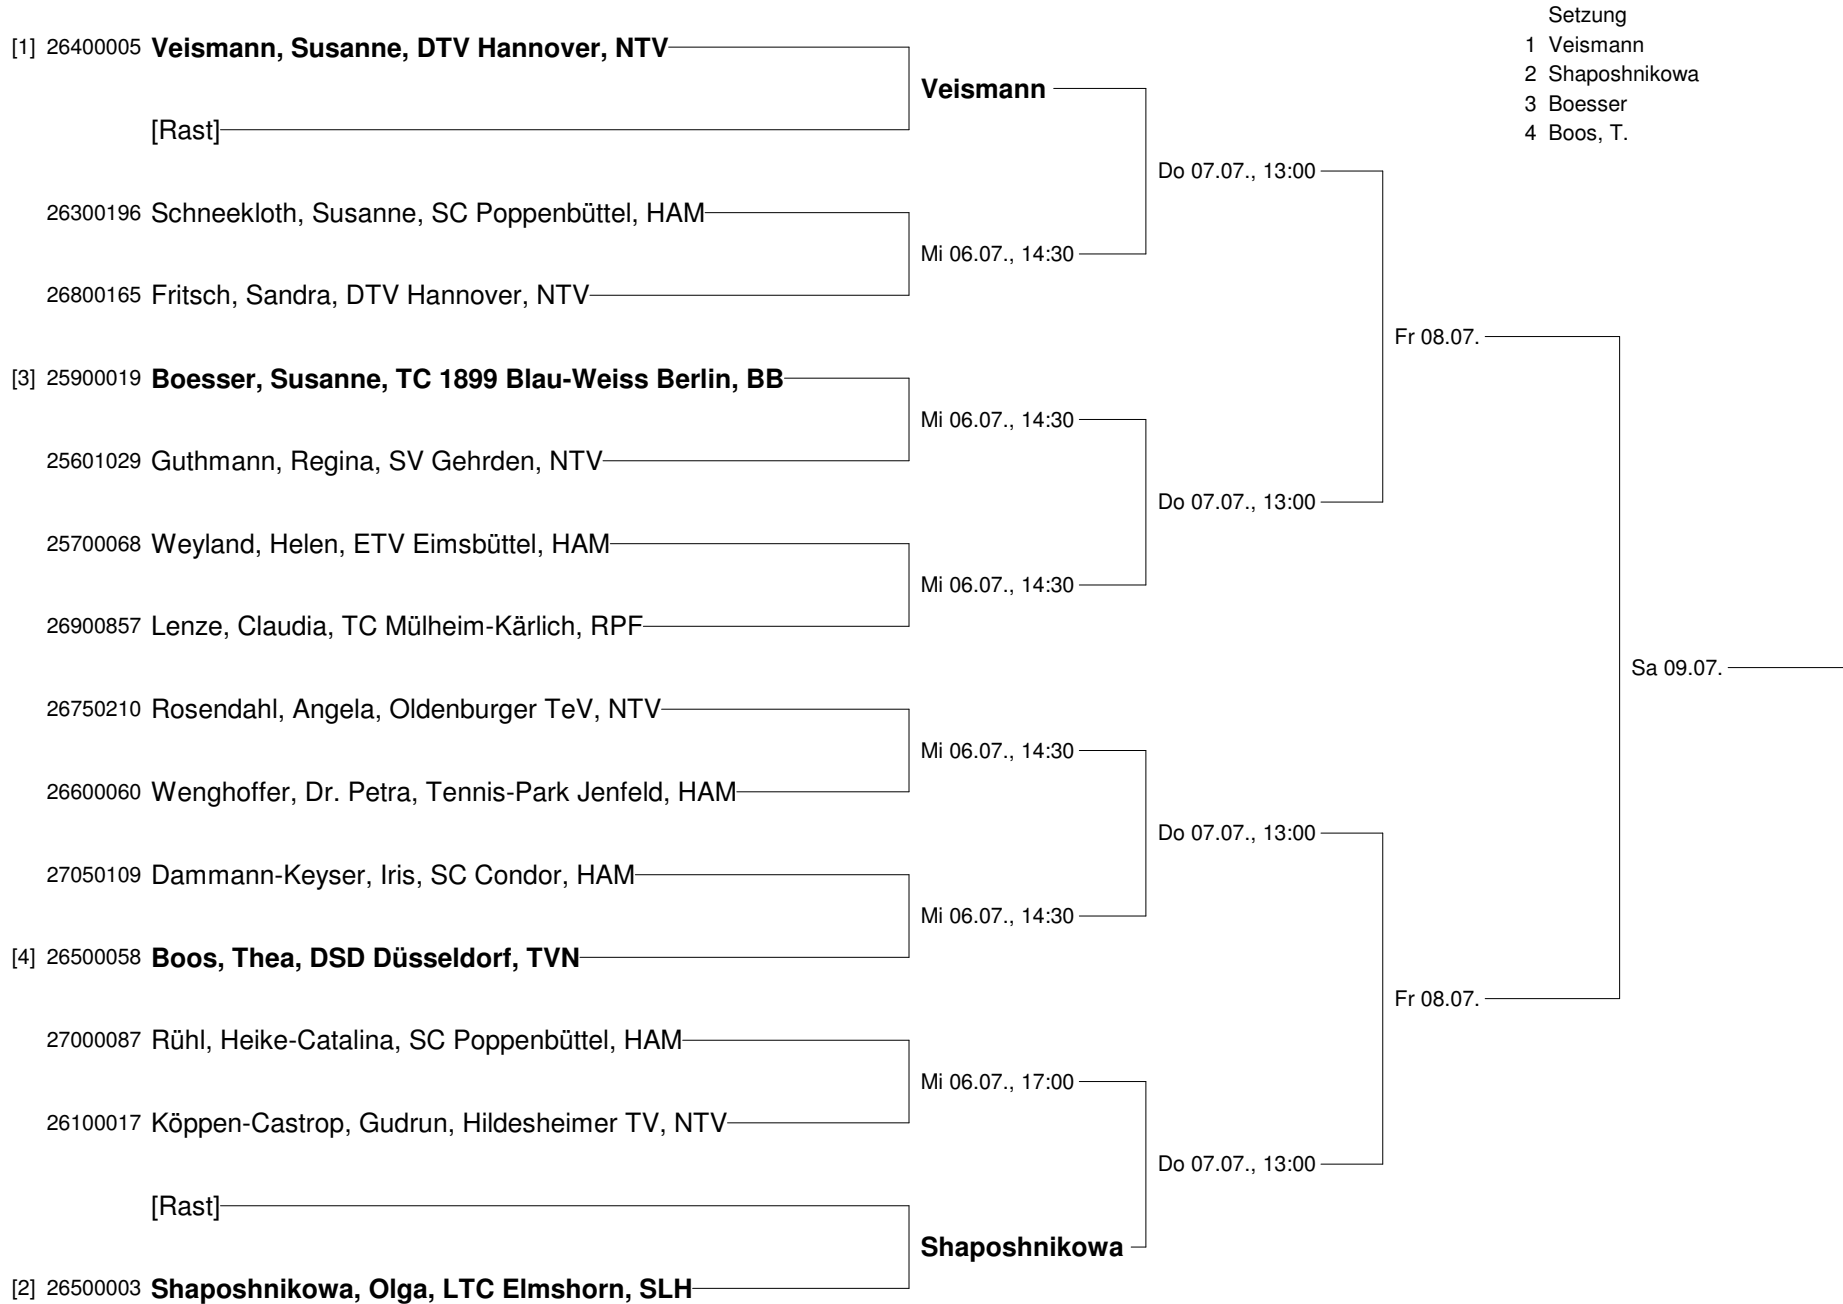 Setzung
1 Veismann
2 Shaposhnikowa
3 Boesser
4 Boos, T.
[1] 26400005 Veismann, Susanne, DTV Hannover, NTV
Veismann
[Rast]
Do 07.07., 13:00
26300196 Schneekloth, Susanne, SC Poppenbüttel, HAM
Mi 06.07., 14:30
26800165 Fritsch, Sandra, DTV Hannover, NTV
Fr 08.07.
[3] 25900019 Boesser, Susanne, TC 1899 Blau-Weiss Berlin, BB
Mi 06.07., 14:30
25601029 Guthmann, Regina, SV Gehrden, NTV
Do 07.07., 13:00
25700068 Weyland, Helen, ETV Eimsbüttel, HAM
Mi 06.07., 14:30
26900857 Lenze, Claudia, TC Mülheim-Kärlich, RPF
Sa 09.07.
26750210 Rosendahl, Angela, Oldenburger TeV, NTV
Mi 06.07., 14:30
26600060 Wenghoffer, Dr. Petra, Tennis-Park Jenfeld, HAM
Do 07.07., 13:00
27050109 Dammann-Keyser, Iris, SC Condor, HAM
Mi 06.07., 14:30
[4] 26500058 Boos, Thea, DSD Düsseldorf, TVN
Fr 08.07.
27000087 Rühl, Heike-Catalina, SC Poppenbüttel, HAM
Mi 06.07., 17:00
26100017 Köppen-Castrop, Gudrun, Hildesheimer TV, NTV
Do 07.07., 13:00
[Rast]
Shaposhnikowa
[2] 26500003 Shaposhnikowa, Olga, LTC Elmshorn, SLH